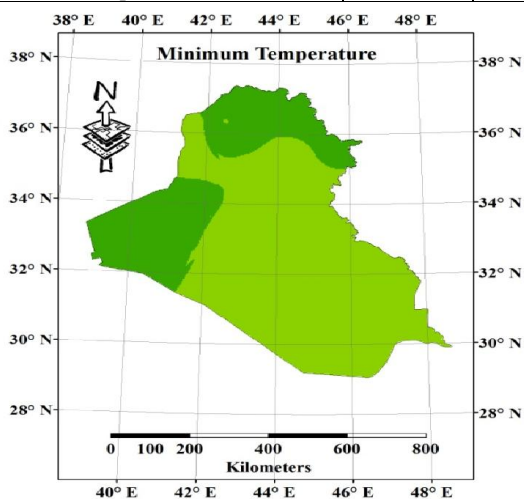 38° E 40° E 42° E 44° E 46° E 48° E
Minimum Temperature
38° N 38° N
N
36° N 36° N
34° N 34° N
32° N 32° N
30° N 30° N
28° N 28° N
0 100 200 400 600 800
Kilometers
40° E 42° E 44° E 46° E 48° E